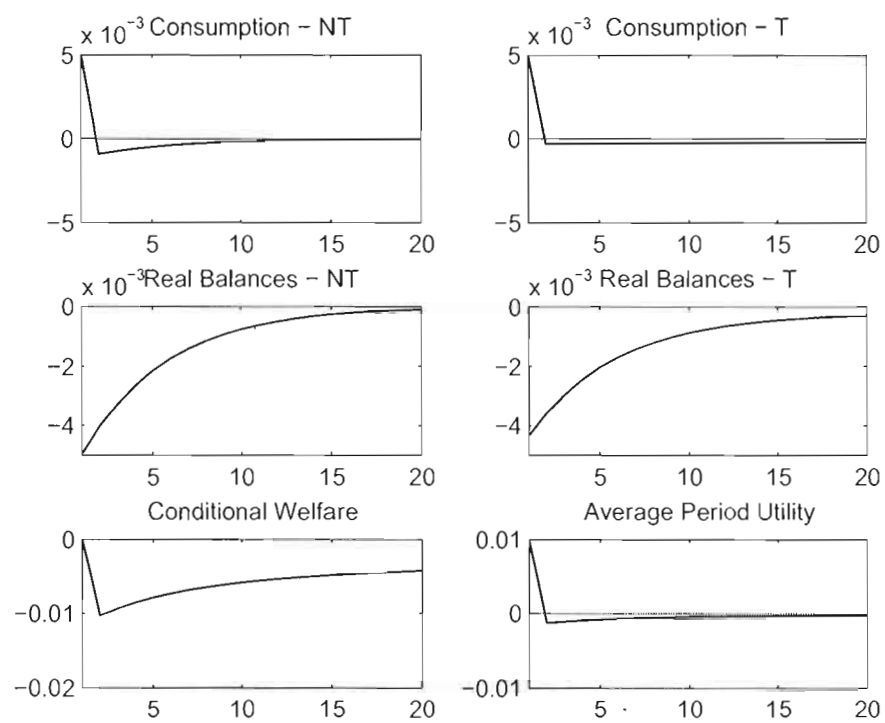 x 10⁻³ Consumption – NT
5
0
−5
5 10 15 20
x 10⁻³ Consumption – T
5
0
−5
5 10 15 20
x 10⁻³ Real Balances – NT
0
−2
−4
5 10 15 20
x 10⁻³ Real Balances – T
0
−2
−4
5 10 15 20
Conditional Welfare
0
−0.01
−0.02
5 10 15 20
Average Period Utility
0.01
0
−0.01
5 10 15 20